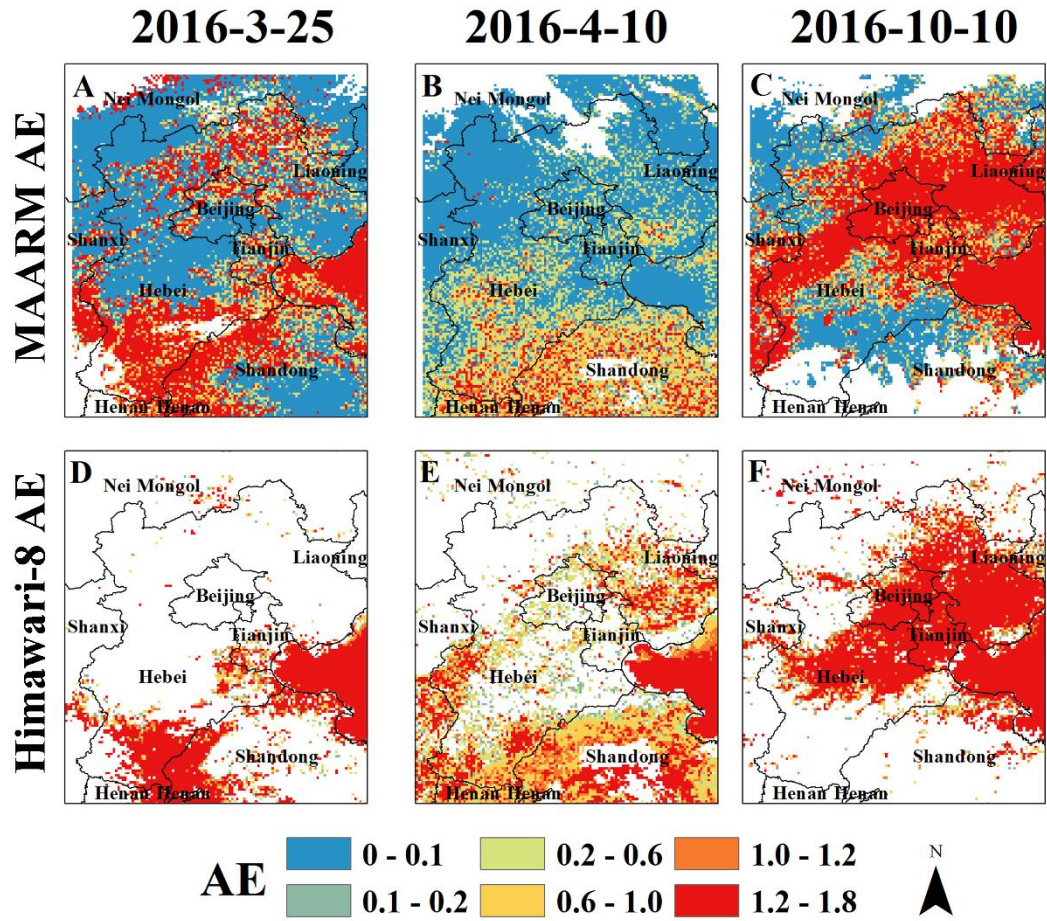 2016-3-25 2016-4-10 2016-10-10
MAARM AE
A
Nei Mongol
Liaoning
Beijing
Shanxi
Tianjin
Hebei
Shandong
Henan Henan
B
Nei Mongol
Liaoning
Beijing
Shanxi
Tianjin
Hebei
Shandong
Henan Henan
C
Nei Mongol
Liaoning
Beijing
Shanxi
Tianjin
Hebei
Shandong
Henan Henan
Himawari-8 AE
D
Nei Mongol
Liaoning
Beijing
Shanxi
Tianjin
Hebei
Shandong
Henan Henan
E
Nei Mongol
Liaoning
Beijing
Shanxi
Tianjin
Hebei
Shandong
Henan Henan
F
Nei Mongol
Liaoning
Beijing
Shanxi
Tianjin
Hebei
Shandong
Henan Henan
AE
0 - 0.1 0.2 - 0.6 1.0 - 1.2
0.1 - 0.2 0.6 - 1.0 1.2 - 1.8
N